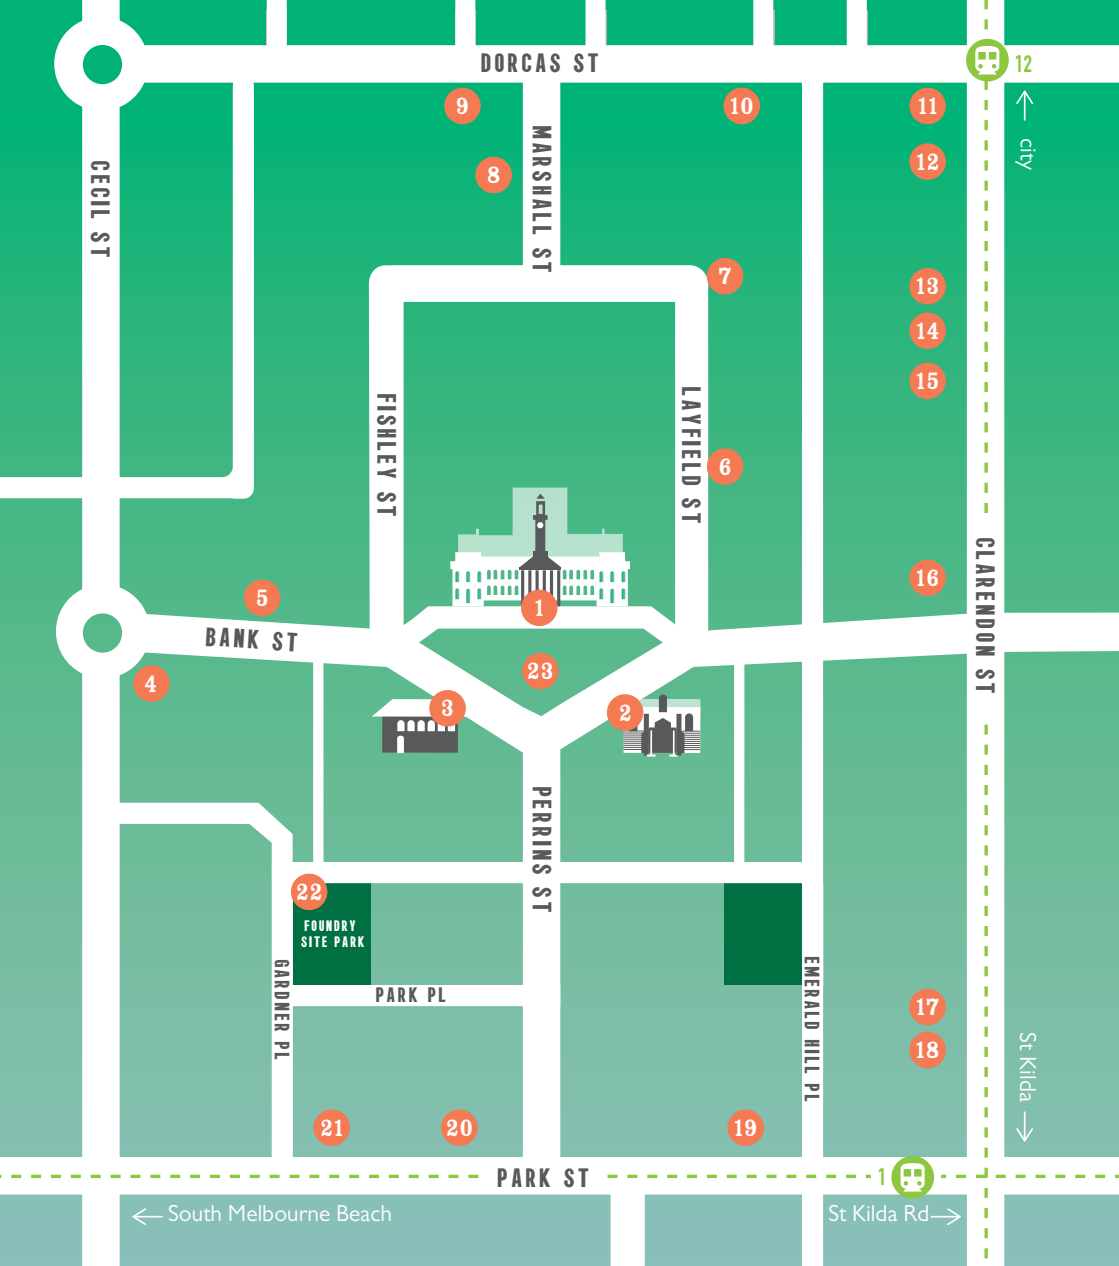 DORCAS ST
12
9
10
11
city
MARSHALL ST
CECIL ST
12
8
7
13
14
15
FISHLEY ST
LAYFIELD ST
6
CLARENDON ST
16
5
1
BANK ST
23
4
3
2
PERRINS ST
22
FOUNDRY
SITE PARK
GARDNER PL
PARK PL
EMERALD HILL PL
17
18
St Kilda
21
20
19
PARK ST
1
South Melbourne Beach
St Kilda Rd